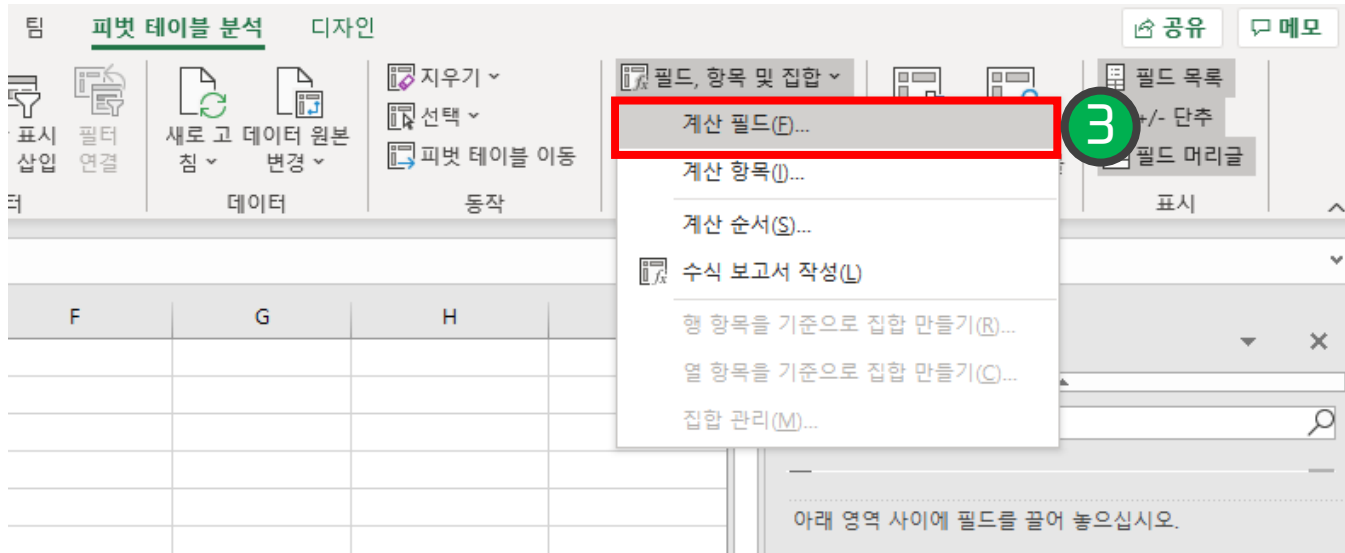 팀 피벗 테이블 분석 디자인 공유 메모
지우기 필드, 항목 및 집합 필드 목록
표시 필터 새로 고 데이터 원본 선택 계산 필드(F)... 3 +/- 단추
삽입 연결 침 변경 피벗 테이블 이동 계산 항목(I)... 필드 머리글
데이터 동작 표시
계산 순서(S)...
수식 보고서 작성(L)
F G H
행 항목을 기준으로 집합 만들기(R)...
열 항목을 기준으로 집합 만들기(C)...
집합 관리(M)...
아래 영역 사이에 필드를 끌어 놓으십시오.